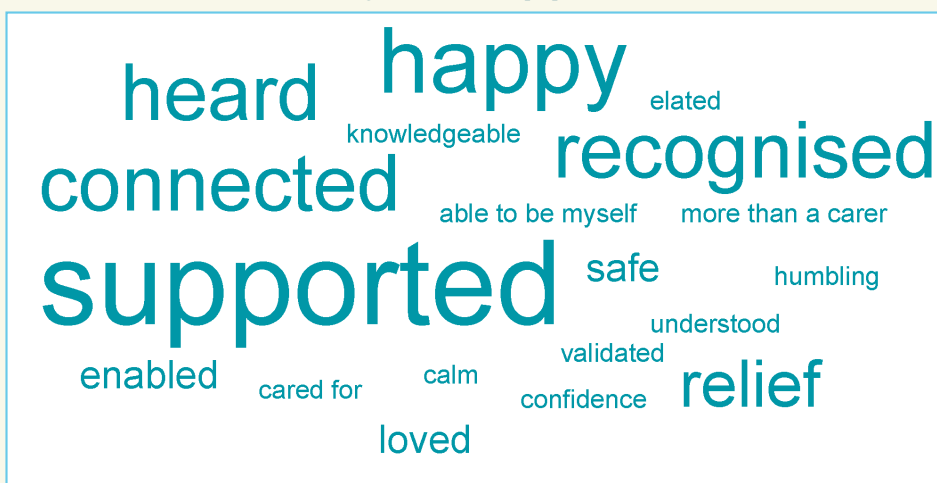 happy
heard
elated
knowledgeable
recognised
connected
able to be myself
more than a carer
supported
safe
humbling
understood
validated
enabled
cared for
calm
confidence
relief
loved